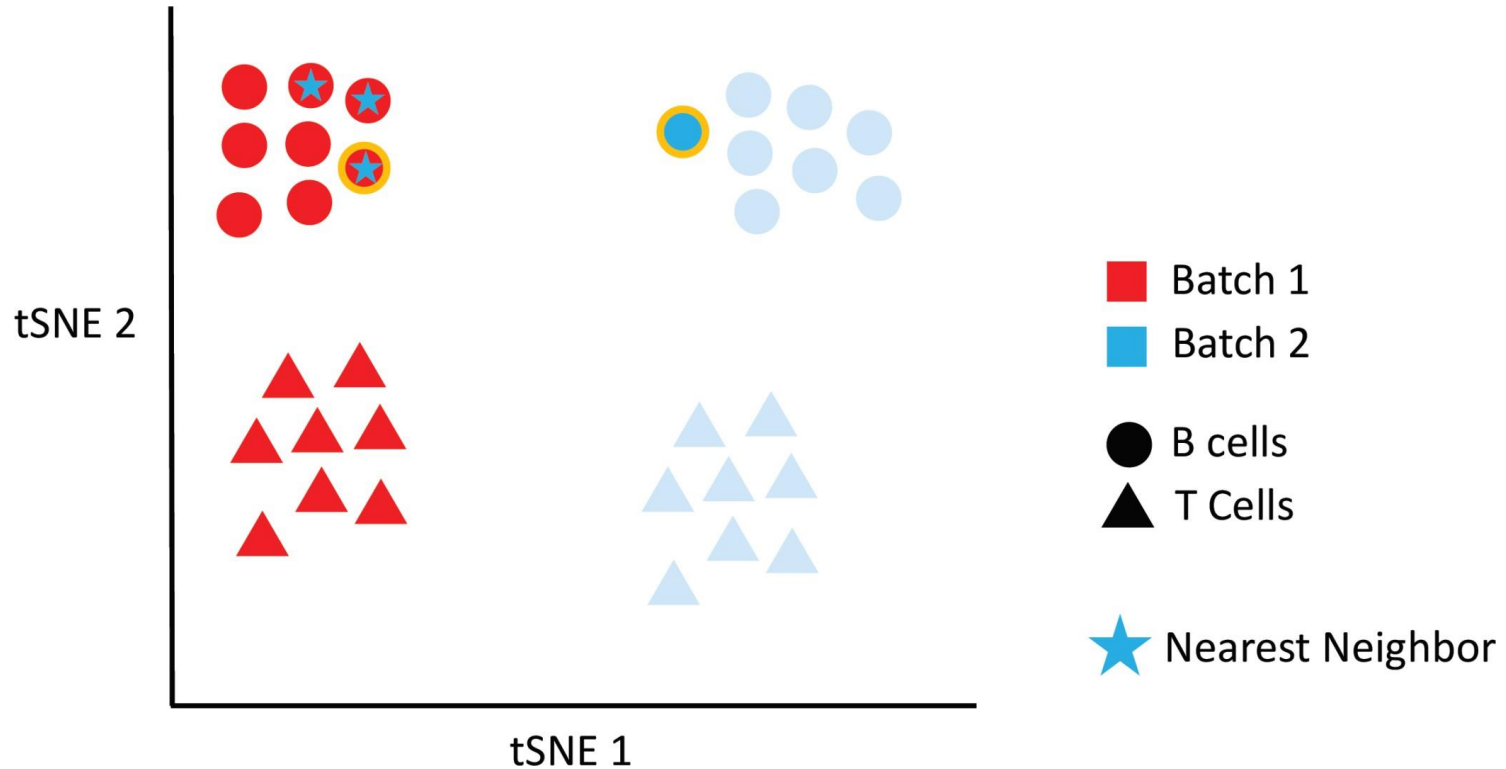 tSNE 2
tSNE 1
Batch 1
Batch 2
B cells
T Cells
Nearest Neighbor